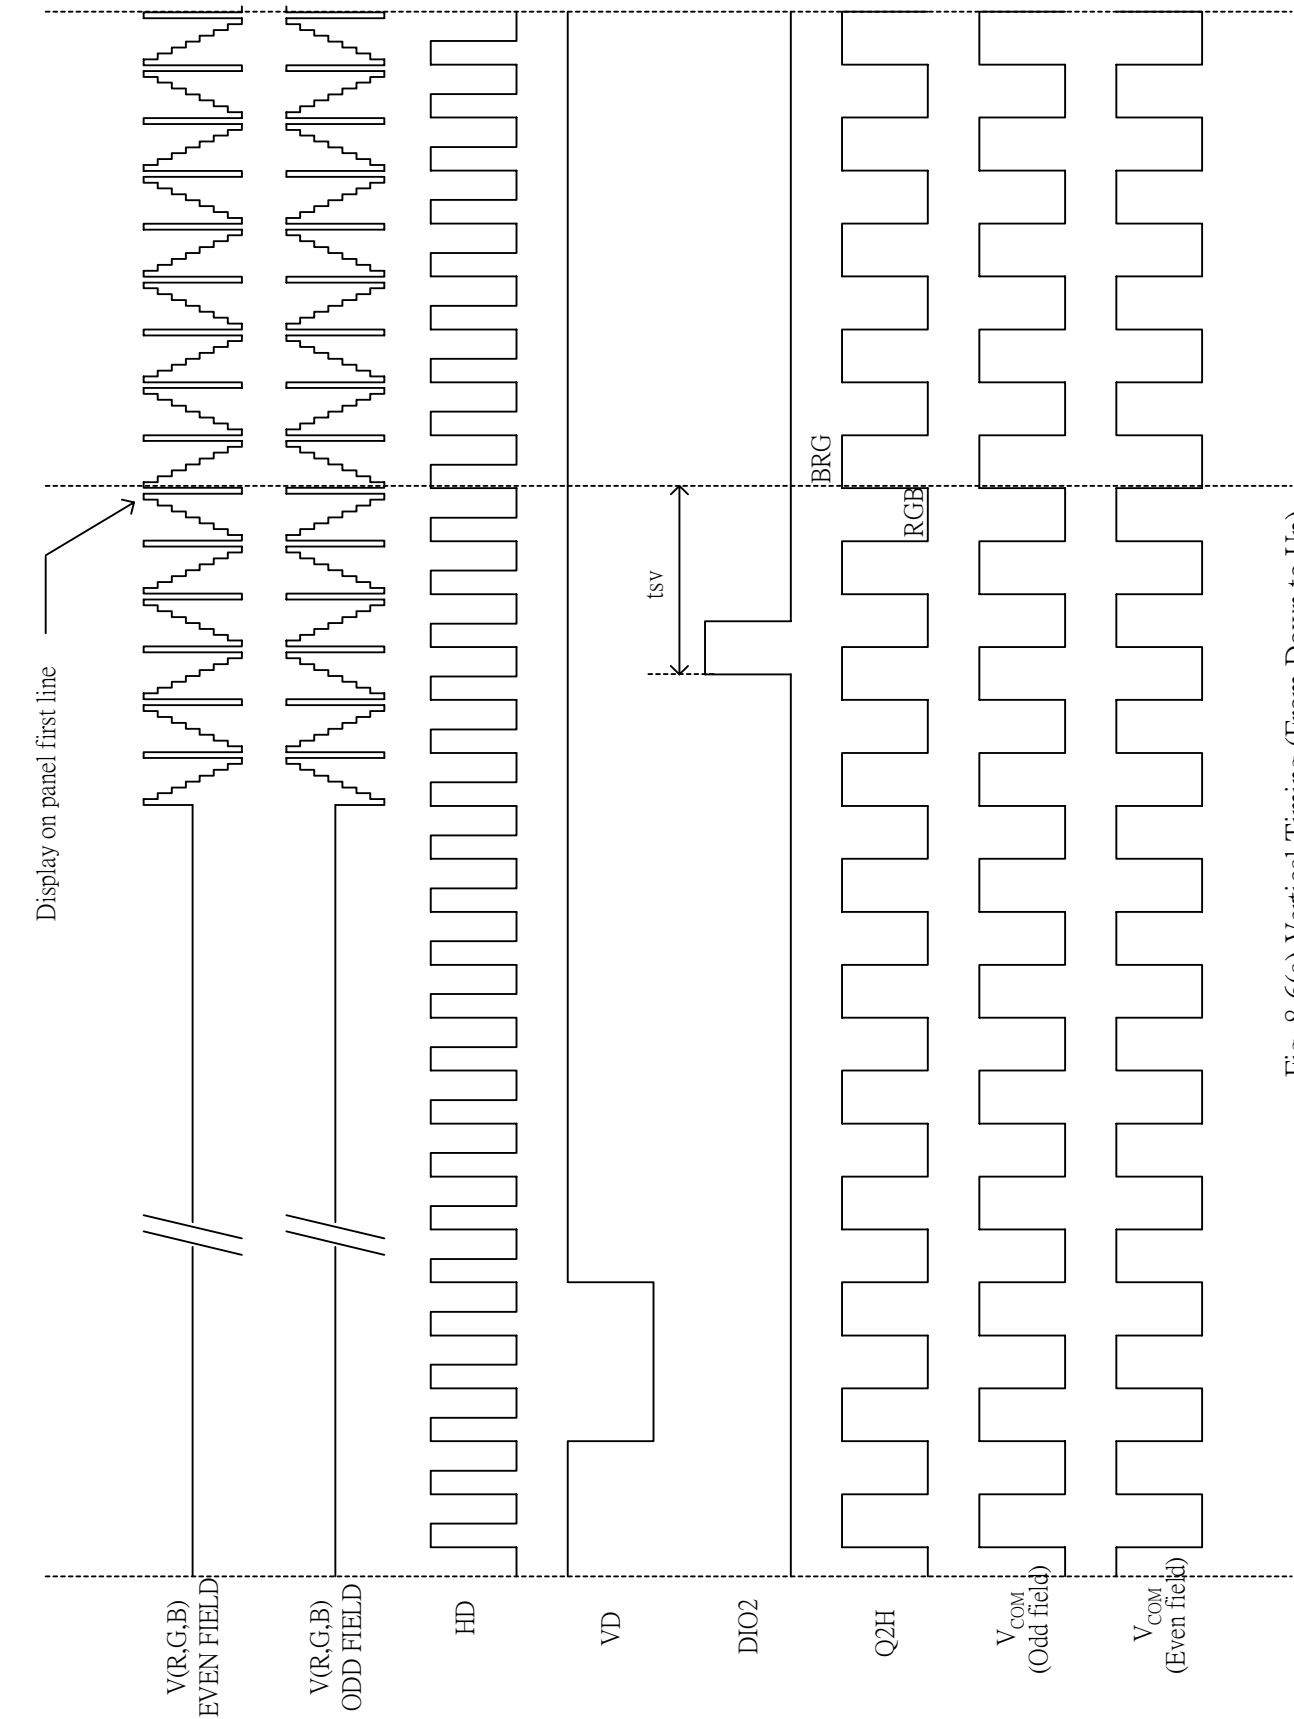 Display on panel first line
V(R,G,B)
EVEN FIELD
V(R,G,B)
ODD FIELD
HD
VD
tsv
DIO2
BRG
Q2H
RGB
VCOM
(Odd field)
VCOM
(Even field)
Fig. 8-6(a) Vertical Timing (From Down to Up)